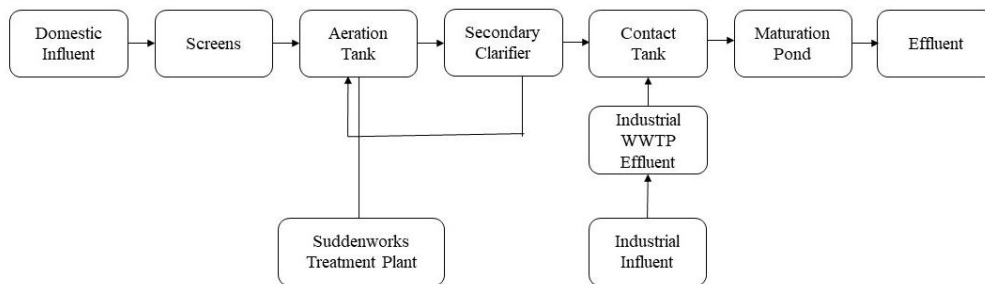 Domestic
Influent
Screens
Aeration
Tank
Secondary
Clarifier
Contact
Tank
Maturation
Pond
Effluent
Industrial
WWTP
Effluent
Suddenworks
Treatment Plant
Industrial
Influent